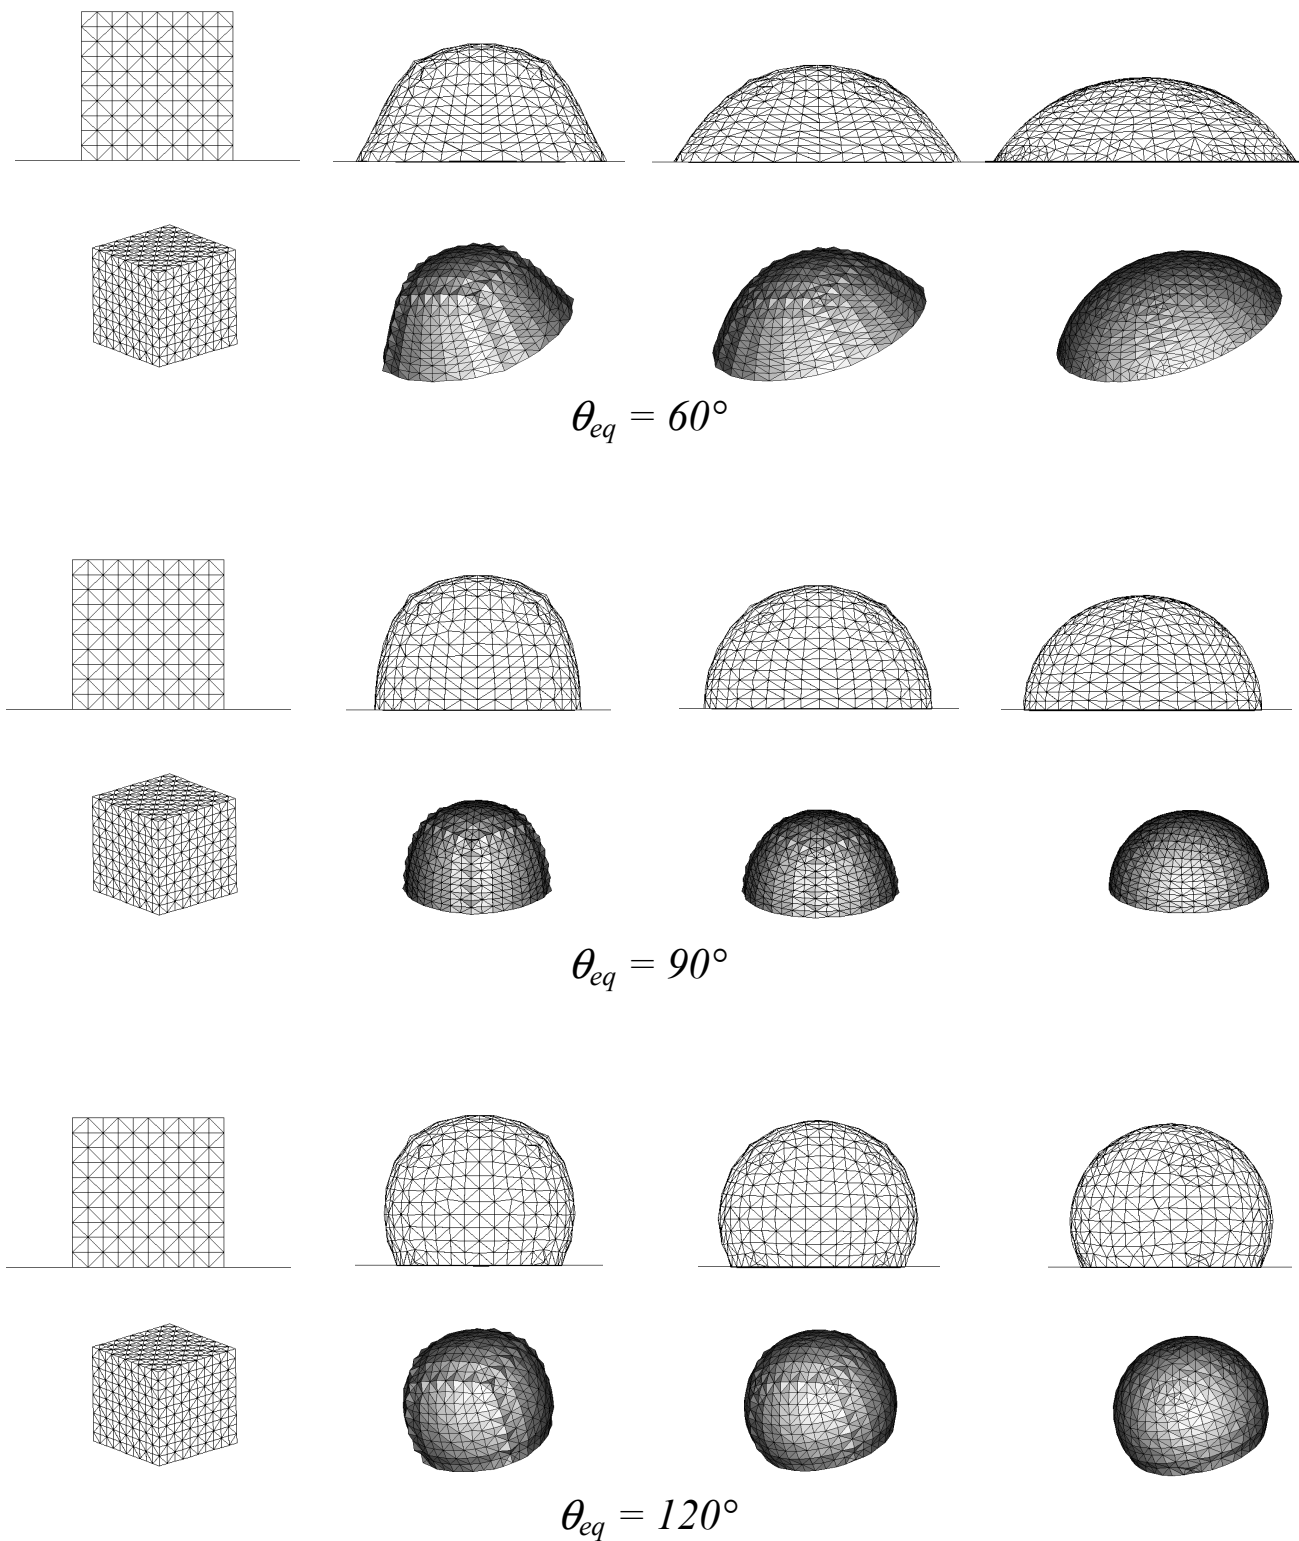 θeq = 60°
θeq = 90°
θeq = 120°